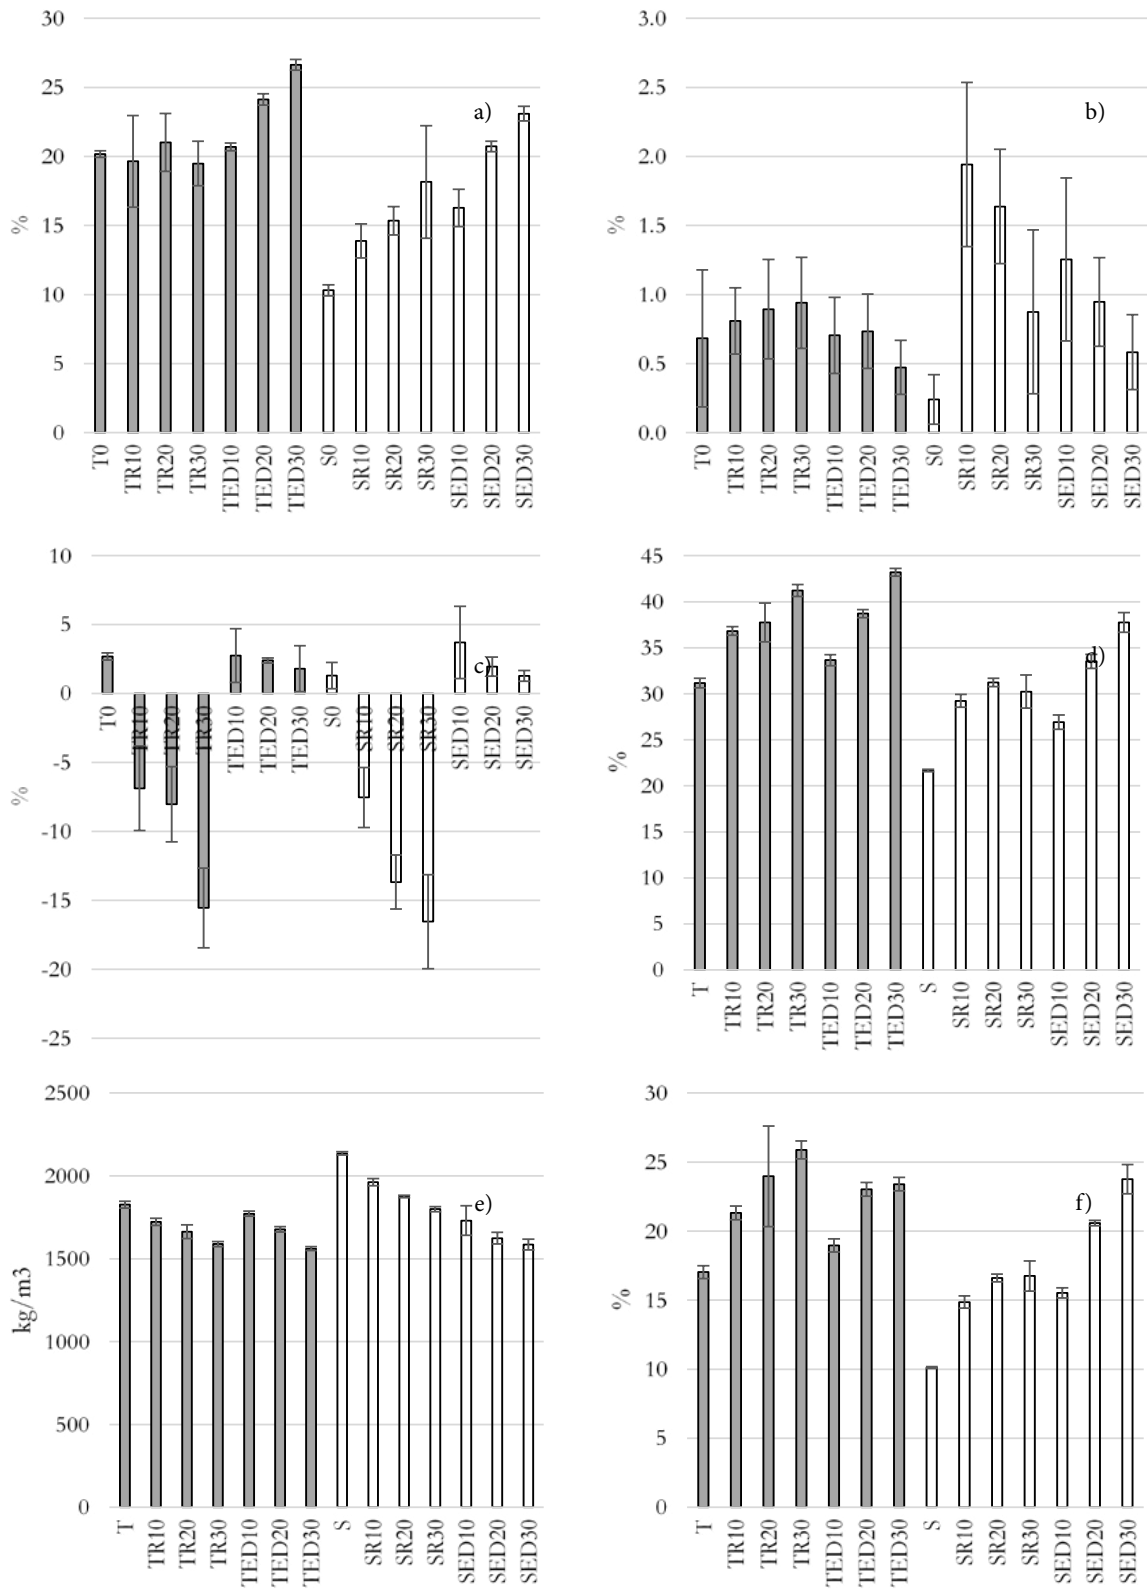 30
25
20
15
10
5
0
%
a)
T0
TR10
TR20
TR30
TED10
TED20
TED30
S0
SR10
SR20
SR30
SED10
SED20
SED30
3.0
2.5
2.0
1.5
1.0
0.5
0.0
%
b)
T0
TR10
TR20
TR30
TED10
TED20
TED30
S0
SR10
SR20
SR30
SED10
SED20
SED30
10
5
0
-5
-10
-15
-20
-25
%
c)
T0
TR10
TR20
TR30
TED10
TED20
TED30
S0
SR10
SR20
SR30
SED10
SED20
SED30
45
40
35
30
25
20
15
10
5
0
%
d)
T
TR10
TR20
TR30
TED10
TED20
TED30
S
SR10
SR20
SR30
SED10
SED20
SED30
2500
2000
1500
1000
500
0
kg/m3
e)
T
TR10
TR20
TR30
TED10
TED20
TED30
S
SR10
SR20
SR30
SED10
SED20
SED30
30
25
20
15
10
5
0
%
f)
T
TR10
TR20
TR30
TED10
TED20
TED30
S
SR10
SR20
SR30
SED10
SED20
SED30